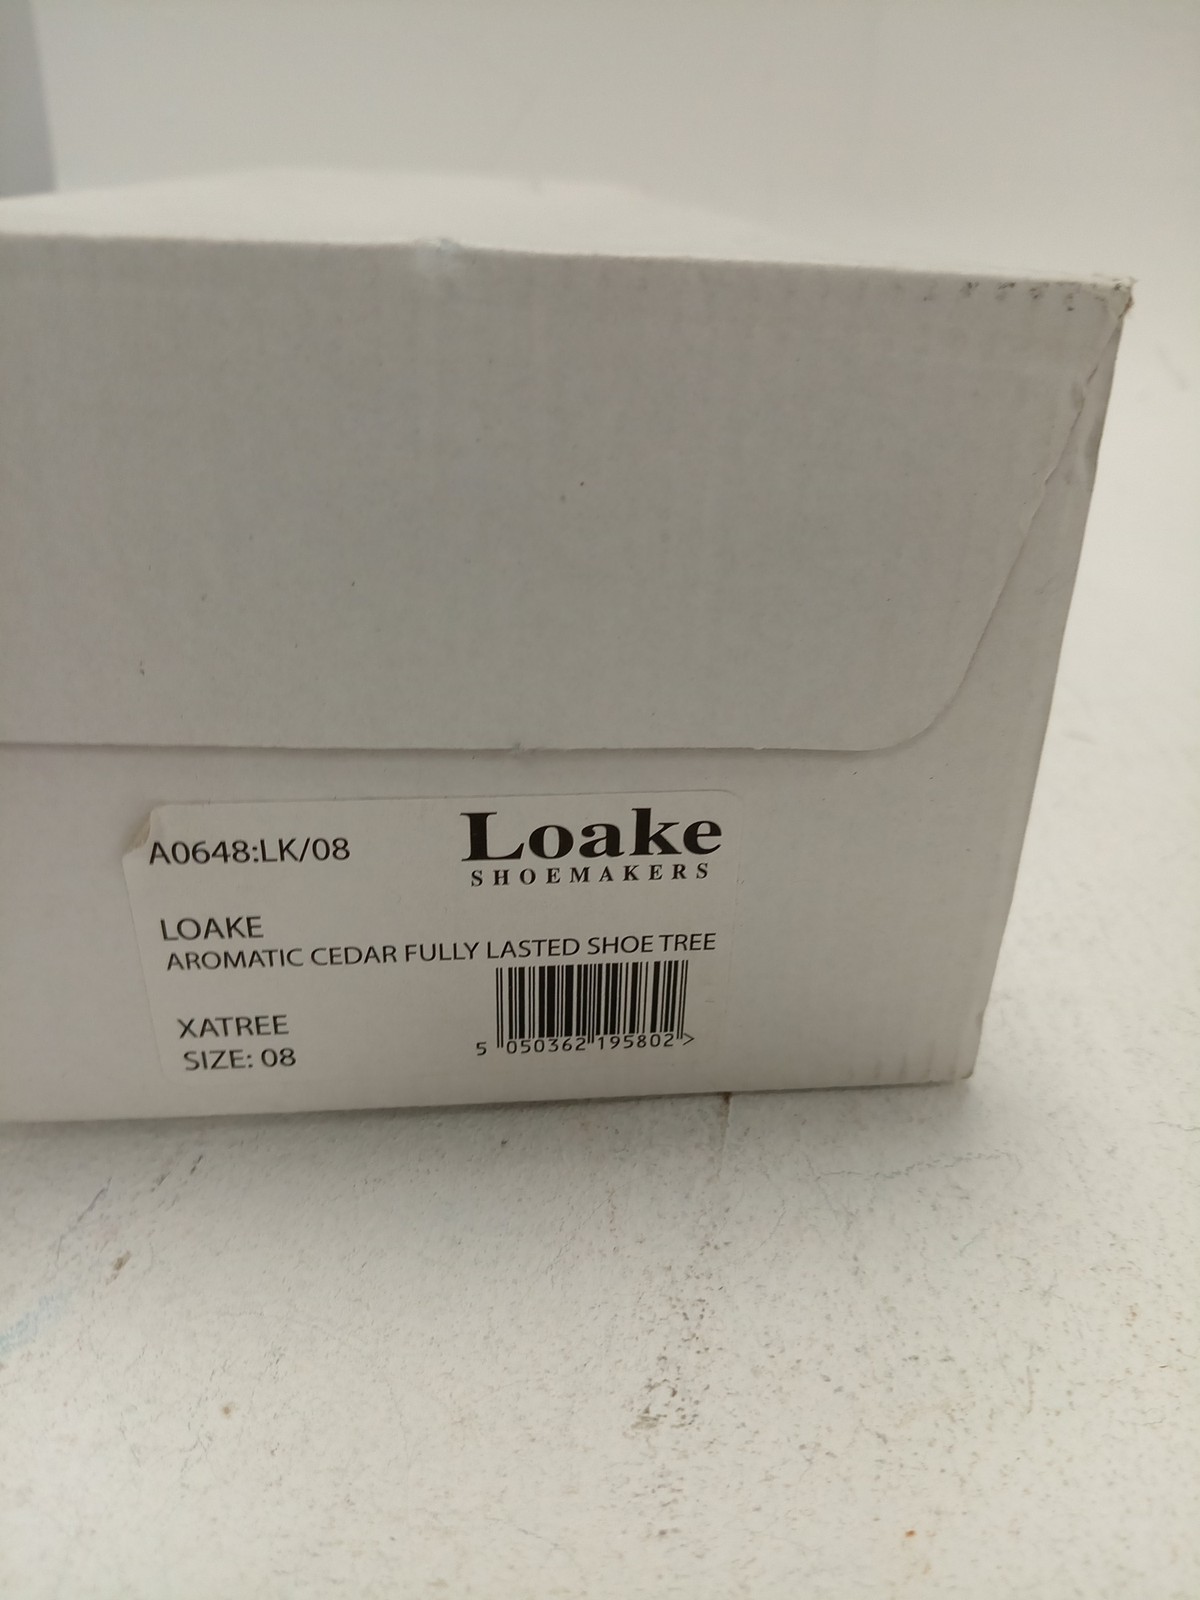 A0648:LK/08
Loake
SHOEMAKERS
LOAKE
AROMATIC CEDAR FULLY LASTED SHOE TREE
XATREE
SIZE: 08
5 050362 195802 >